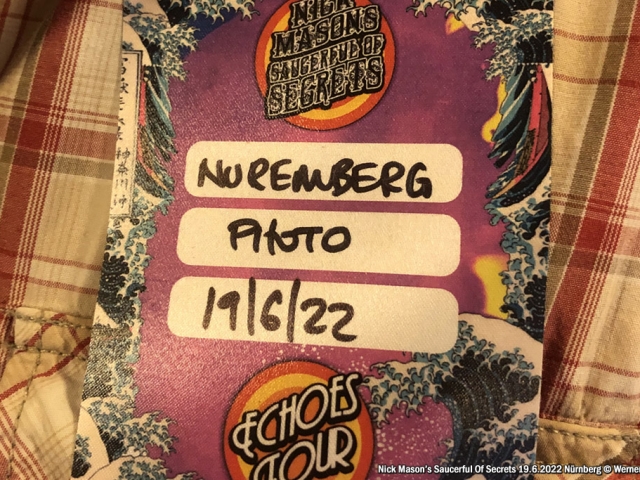 NICK
MASON'S
SAUCERFUL OF
SECRETS
NUREMBERG
PHOTO
19/6/22
ECHOES
TOUR
Nick Mason's Saucerful Of Secrets 19.6.2022 Nürnberg ©